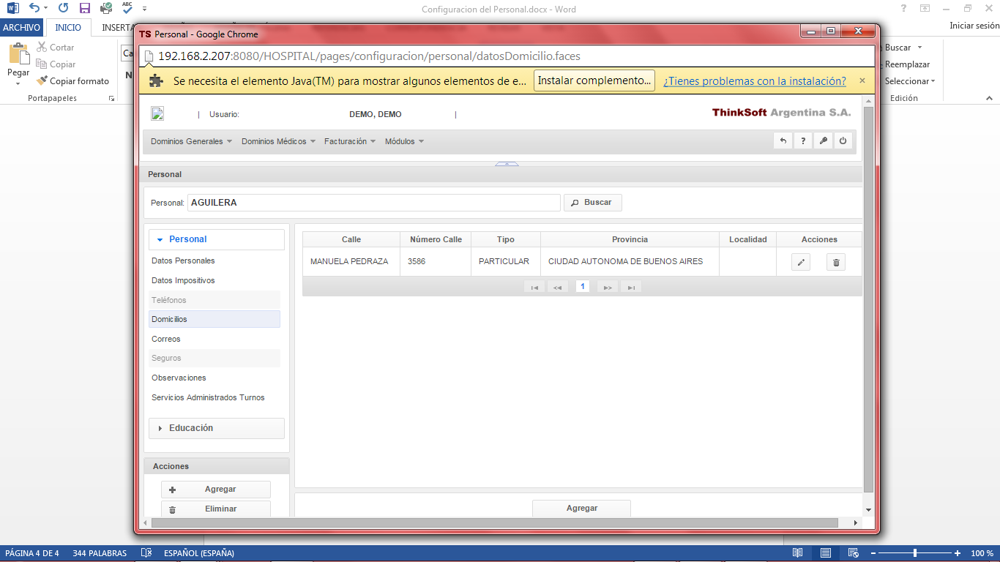 Configuracion del Personal.docx - Word
ARCHIVO INICIO INSERTA
Iniciar sesión
Pegar
Cortar
Copiar
Copiar formato
Portapapeles
Ca
N
Buscar
Reemplazar
Seleccionar
Edición
TS Personal - Google Chrome
192.168.2.207:8080/HOSPITAL/pages/configuracion/personal/datosDomicilio.faces
Se necesita el elemento Java(TM) para mostrar algunos elementos de e... Instalar complemento... ¿Tienes problemas con la instalación? ×
| Usuario: DEMO, DEMO | ThinkSoft Argentina S.A.
Dominios Generales Dominios Médicos Facturación Módulos ?
Personal
Personal: AGUILERA Buscar
Personal
Datos Personales
Datos Impositivos
Teléfonos
Domicilios
Correos
Seguros
Observaciones
Servicios Administrados Turnos
Educación
Acciones
Agregar
Eliminar
Calle Número Calle Tipo Provincia Localidad Acciones
MANUELA PEDRAZA 3586 PARTICULAR CIUDAD AUTONOMA DE BUENOS AIRES
1
Agregar
PÁGINA 4 DE 4 344 PALABRAS ESPAÑOL (ESPAÑA) 100 %